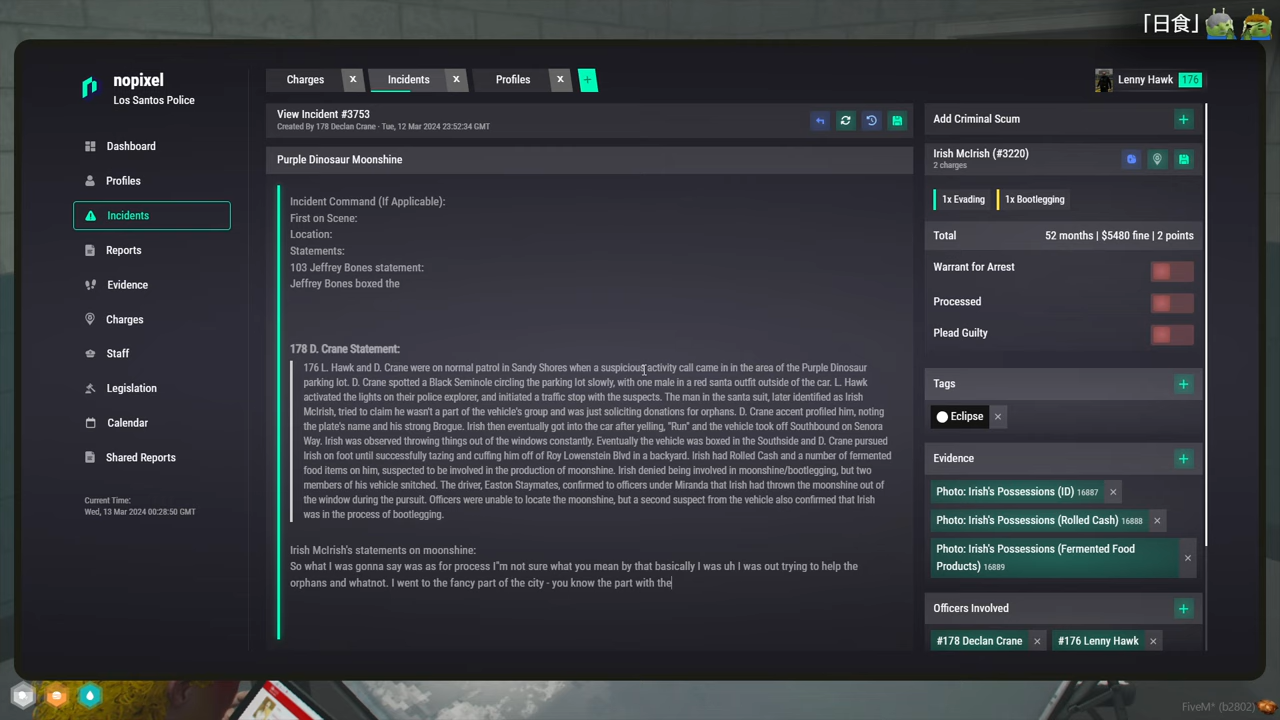 「日食」
nopixel
Los Santos Police
Charges x
Incidents x
Profiles x
+
Lenny Hawk 176
Dashboard
Profiles
Incidents
Reports
Evidence
Charges
Staff
Legislation
Calendar
Shared Reports
Current Time:
Wed, 13 Mar 2024 00:28:50 GMT
View Incident #3753
Created By 178 Declan Crane - Tue, 12 Mar 2024 23:52:34 GMT
Purple Dinosaur Moonshine
Incident Command (If Applicable):
First on Scene:
Location:
Statements:
103 Jeffrey Bones statement:
Jeffrey Bones boxed the
178 D. Crane Statement:
176 L. Hawk and D. Crane were on normal patrol in Sandy Shores when a suspicious activity call came in in the area of the Purple Dinosaur
parking lot. D. Crane spotted a Black Seminole circling the parking lot slowly, with one male in a red santa outfit outside of the car. L. Hawk
activated the lights on their police explorer, and initiated a traffic stop with the suspects. The man in the santa suit, later identified as Irish
McIrish, tried to claim he wasn't a part of the vehicle's group and was just soliciting donations for orphans. D. Crane accent profiled him, noting
the plate's name and his strong Brogue. Irish then eventually got into the car after yelling, "Run" and the vehicle took off Southbound on Senora
Way. Irish was observed throwing things out of the windows constantly. Eventually the vehicle was boxed in the Southside and D. Crane pursued
Irish on foot until successfully tazing and cuffing him off of Roy Lowenstein Blvd in a backyard. Irish had Rolled Cash and a number of fermented
food items on him, suspected to be involved in the production of moonshine. Irish denied being involved in moonshine/bootlegging, but two
members of his vehicle snitched. The driver, Easton Staymates, confirmed to officers under Miranda that Irish had thrown the moonshine out of
the window during the pursuit. Officers were unable to locate the moonshine, but a second suspect from the vehicle also confirmed that Irish
was in the process of bootlegging.
Irish McIrish's statements on moonshine:
So what I was gonna say was as for process I"m not sure what you mean by that basically I was uh I was out trying to help the
orphans and whatnot. I went to the fancy part of the city - you know the part with the
Add Criminal Scum +
Irish McIrish (#3220)
2 charges
1x Evading
1x Bootlegging
Total 52 months | $5480 fine | 2 points
Warrant for Arrest
Processed
Plead Guilty
Tags +
Eclipse x
Evidence +
Photo: Irish's Possessions (ID) 16887 x
Photo: Irish's Possessions (Rolled Cash) 16888 x
Photo: Irish's Possessions (Fermented Food
Products) 16889 x
Officers Involved +
#178 Declan Crane x
#176 Lenny Hawk x
FiveM* (b2802)